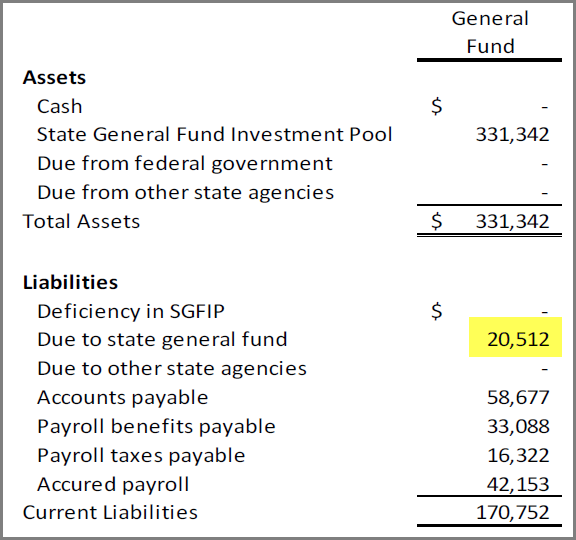 General
Fund
Assets
Cash $ -
State General Fund Investment Pool 331,342
Due from federal government -
Due from other state agencies -
Total Assets $ 331,342
Liabilities
Deficiency in SGFIP $ -
Due to state general fund 20,512
Due to other state agencies -
Accounts payable 58,677
Payroll benefits payable 33,088
Payroll taxes payable 16,322
Accured payroll 42,153
Current Liabilities 170,752